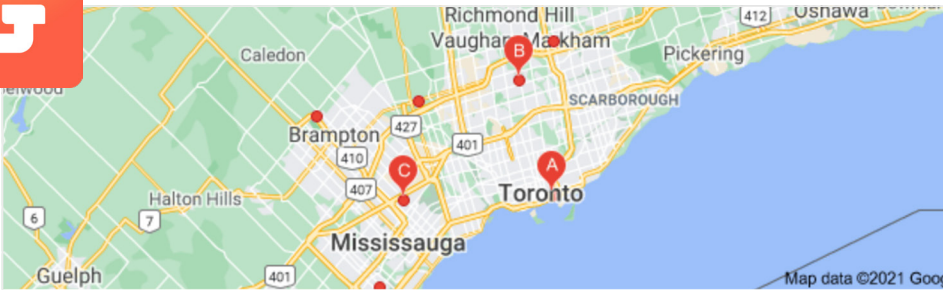 Richmond Hill
412
Oshawa
Vaughan
Markham
B
Caledon
Pickering
SCARBOROUGH
Brampton
427
401
410
C
A
407
Halton Hills
Toronto
6
7
Mississauga
Guelph
401
Map data ©2021 Goo